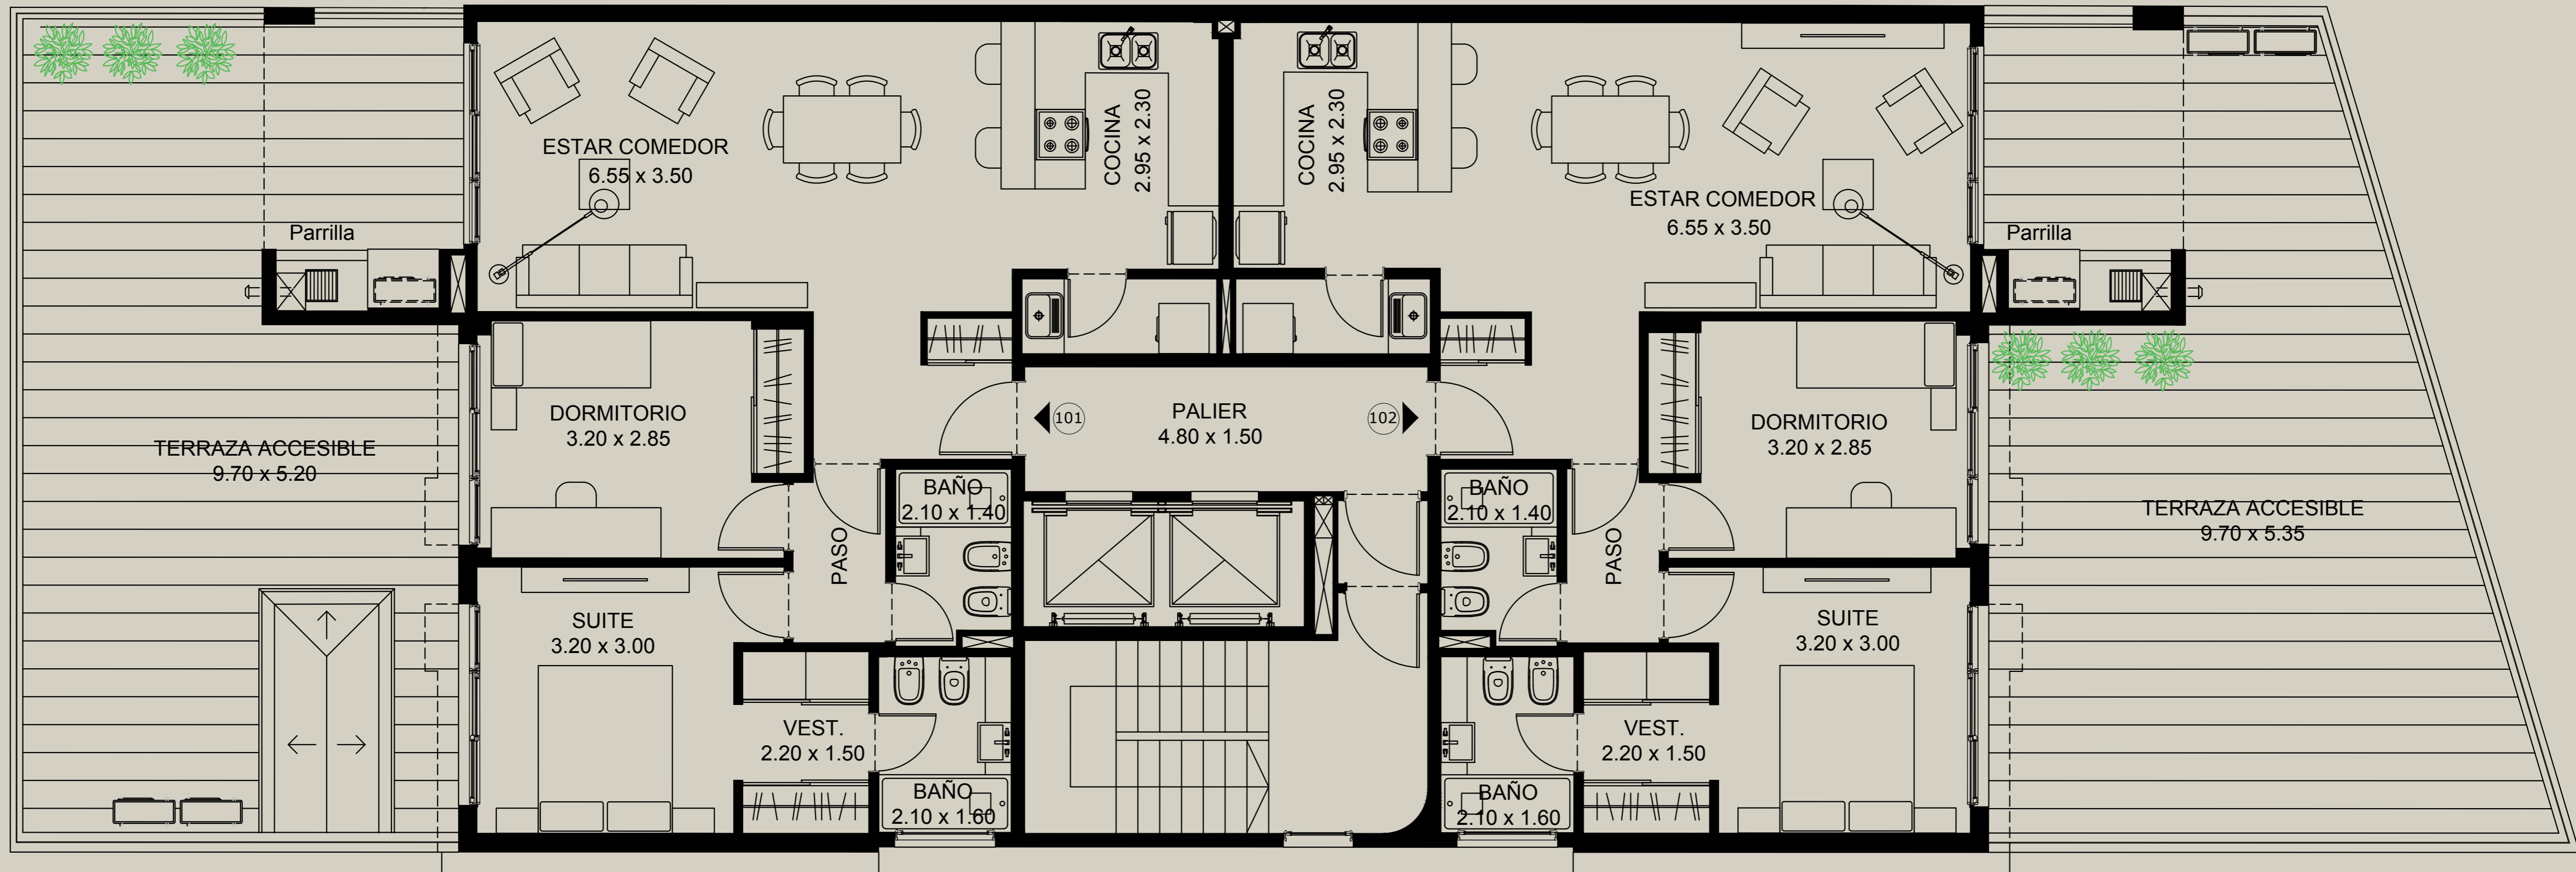 ESTAR COMEDOR
6.55 x 3.50
COCINA
2.95 x 2.30
COCINA
2.95 x 2.30
ESTAR COMEDOR
6.55 x 3.50
Parrilla
Parrilla
DORMITORIO
3.20 x 2.85
101
PALIER
4.80 x 1.50
102
DORMITORIO
3.20 x 2.85
TERRAZA ACCESIBLE
9.70 x 5.20
BAÑO
2.10 x 1.40
BAÑO
2.10 x 1.40
TERRAZA ACCESIBLE
9.70 x 5.35
PASO
PASO
SUITE
3.20 x 3.00
SUITE
3.20 x 3.00
VEST.
2.20 x 1.50
VEST.
2.20 x 1.50
BAÑO
2.10 x 1.60
BAÑO
2.10 x 1.60